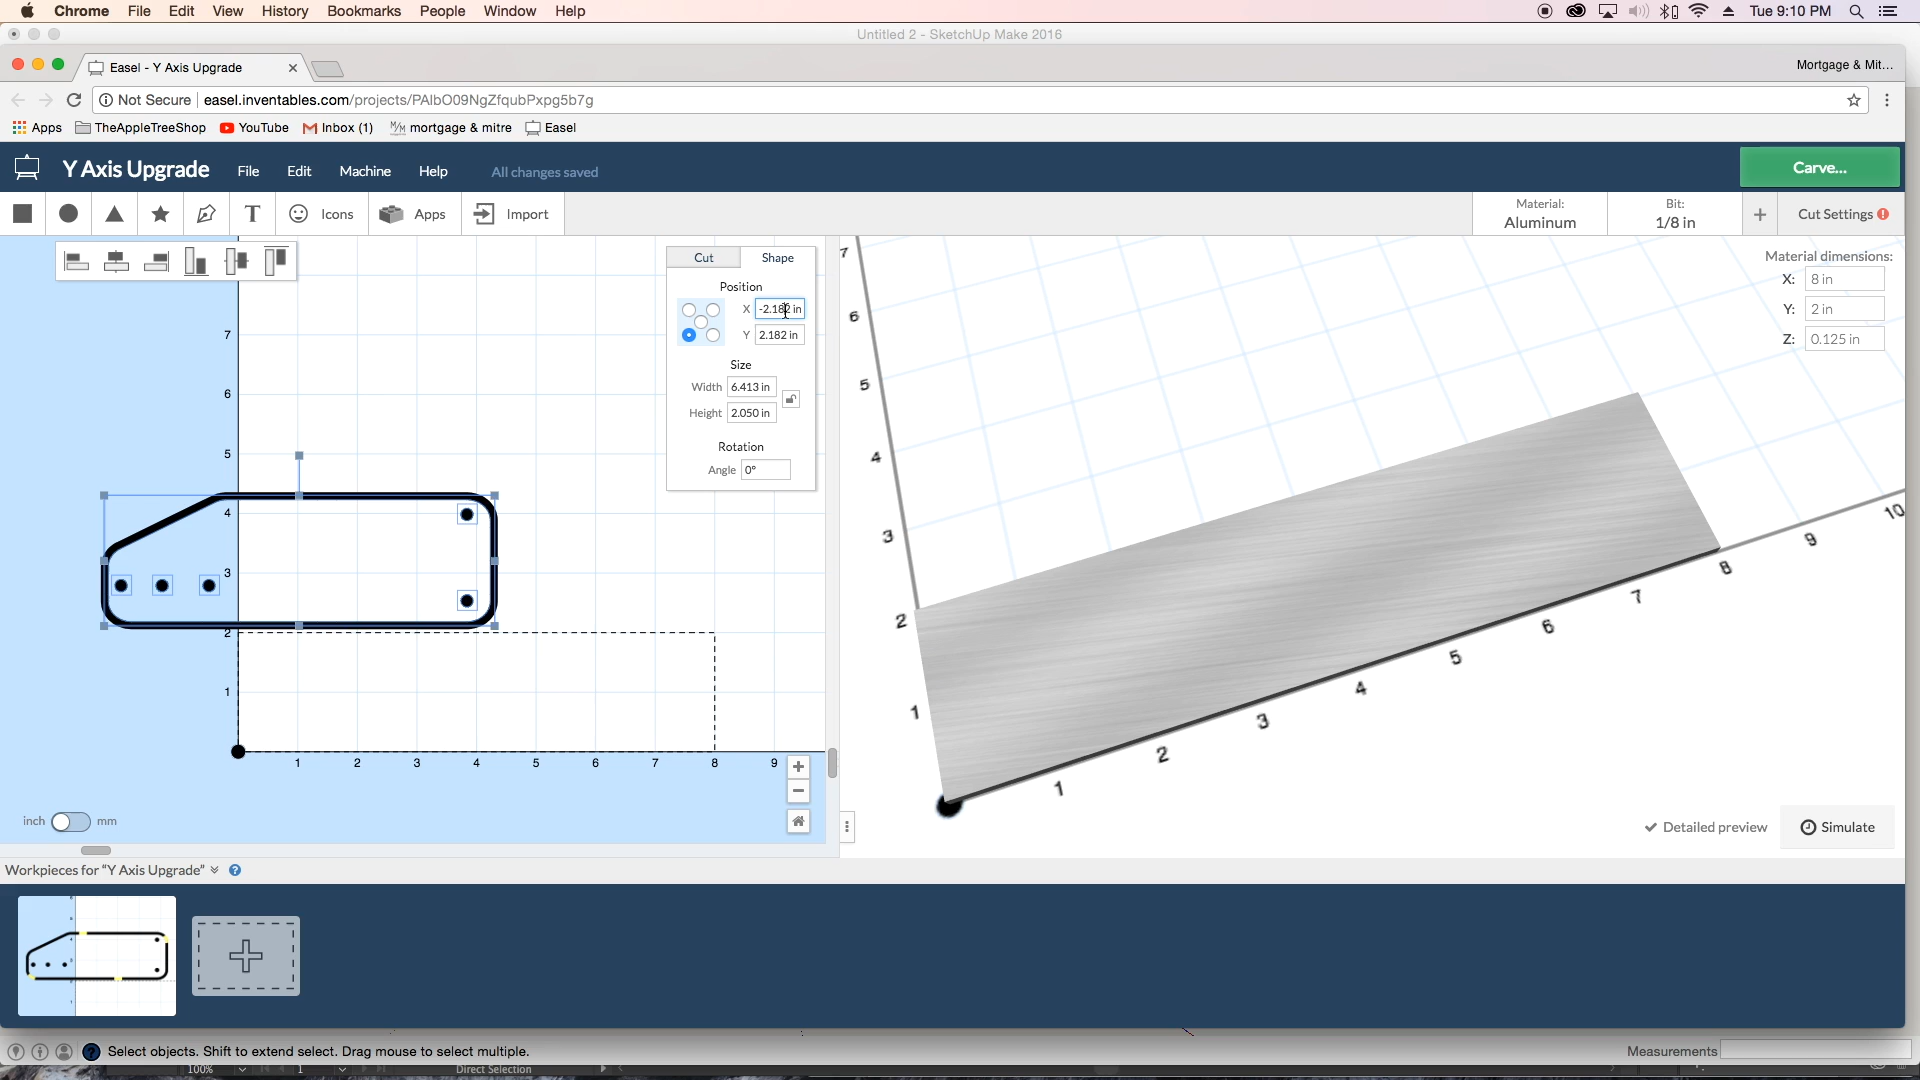 Chrome File Edit View History Bookmarks People Window Help Tue 9:10 PM
Untitled 2 - SketchUp Make 2016
Easel - Y Axis Upgrade Mortgage & Mit...
Not Secure easel.inventables.com/projects/PAlbO09NgZfqubPxpg5b7g
Apps TheAppleTreeShop YouTube Inbox (1) mortgage & mitre Easel
Y Axis Upgrade File Edit Machine Help All changes saved Carve...
T Icons Apps Import Material: Aluminum Bit: 1/8 in + Cut Settings
Cut Shape
Position
X -2.182 in
Y 2.182 in
Size
Width 6.413 in
Height 2.050 in
Rotation
Angle 0°
7
6
5
4
3
2
1
1 2 3 4 5 6 7 8 9
inch mm
Material dimensions:
X: 8 in
Y: 2 in
Z: 0.125 in
7
6
5
4
3
2
1
1 2 3 4 5 6 7 8 9 10
Detailed preview Simulate
Workpieces for "Y Axis Upgrade" ?
Select objects. Shift to extend select. Drag mouse to select multiple. Measurements
100% 1 Direct Selection